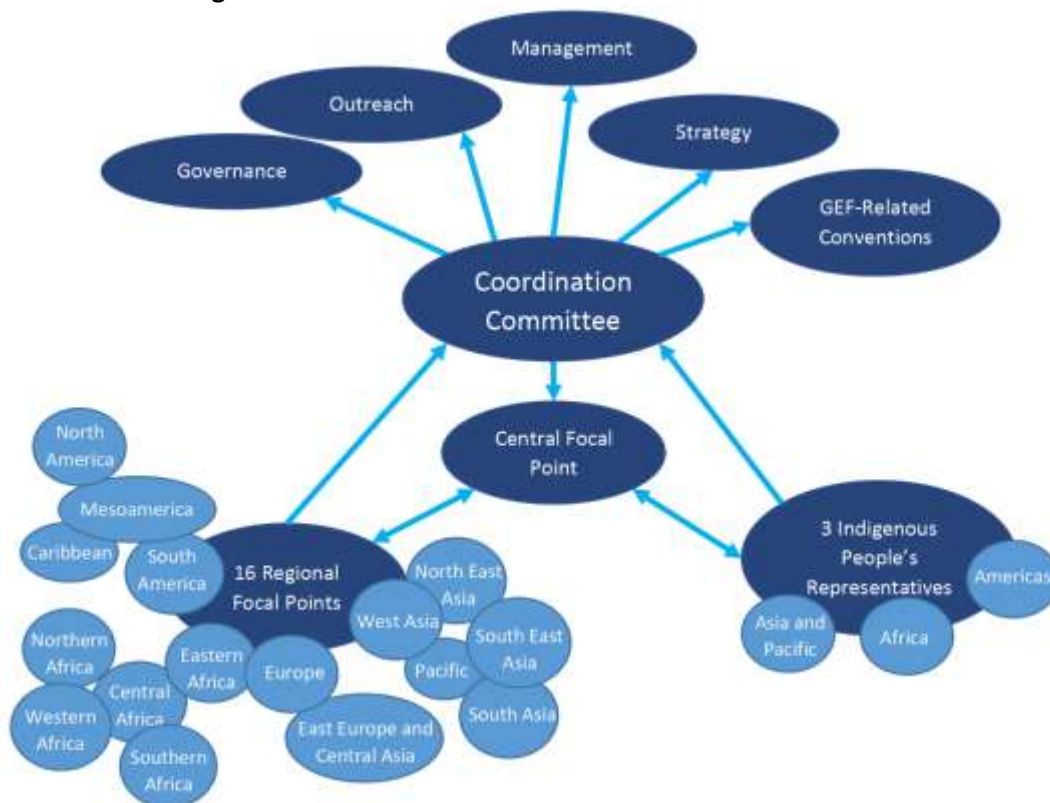 Management
Outreach
Strategy
Governance
GEF-Related
Conventions
Coordination
Committee
Central Focal
Point
North
America
Mesoamerica
Caribbean
South
America
16 Regional
Focal Points
North East
Asia
West Asia
South East
Asia
Pacific
South Asia
Northern
Africa
Eastern
Africa
Europe
Central
Africa
Western
Africa
Southern
Africa
East Europe and
Central Asia
3 Indigenous
People's
Representatives
Americas
Asia and
Pacific
Africa